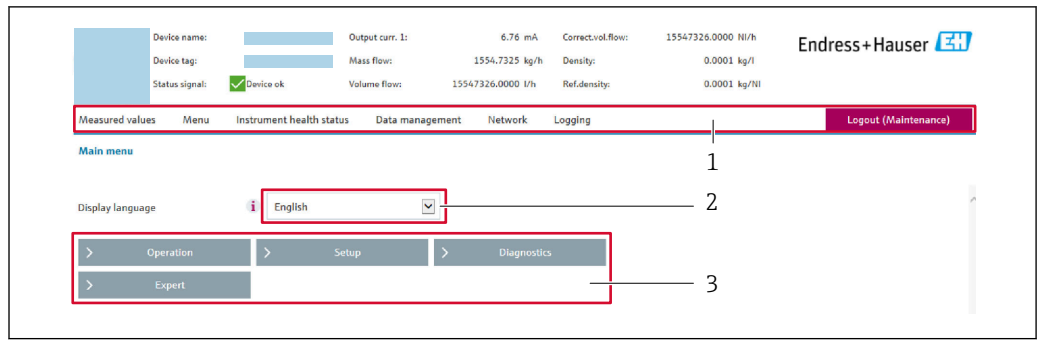 Device name: Output curr. 1: 6.76 mA Correct.vol.flow: 15547326.0000 Nl/h
Endress+Hauser EH
Device tag: Mass flow: 1554.7325 kg/h Density: 0.0001 kg/l
Status signal: Device ok Volume flow: 15547326.0000 l/h Ref.density: 0.0001 kg/Nl
Measured values Menu Instrument health status Data management Network Logging Logout (Maintenance)
1
Main menu
Display language i English 2
> Operation > Setup > Diagnostics
> Expert 3